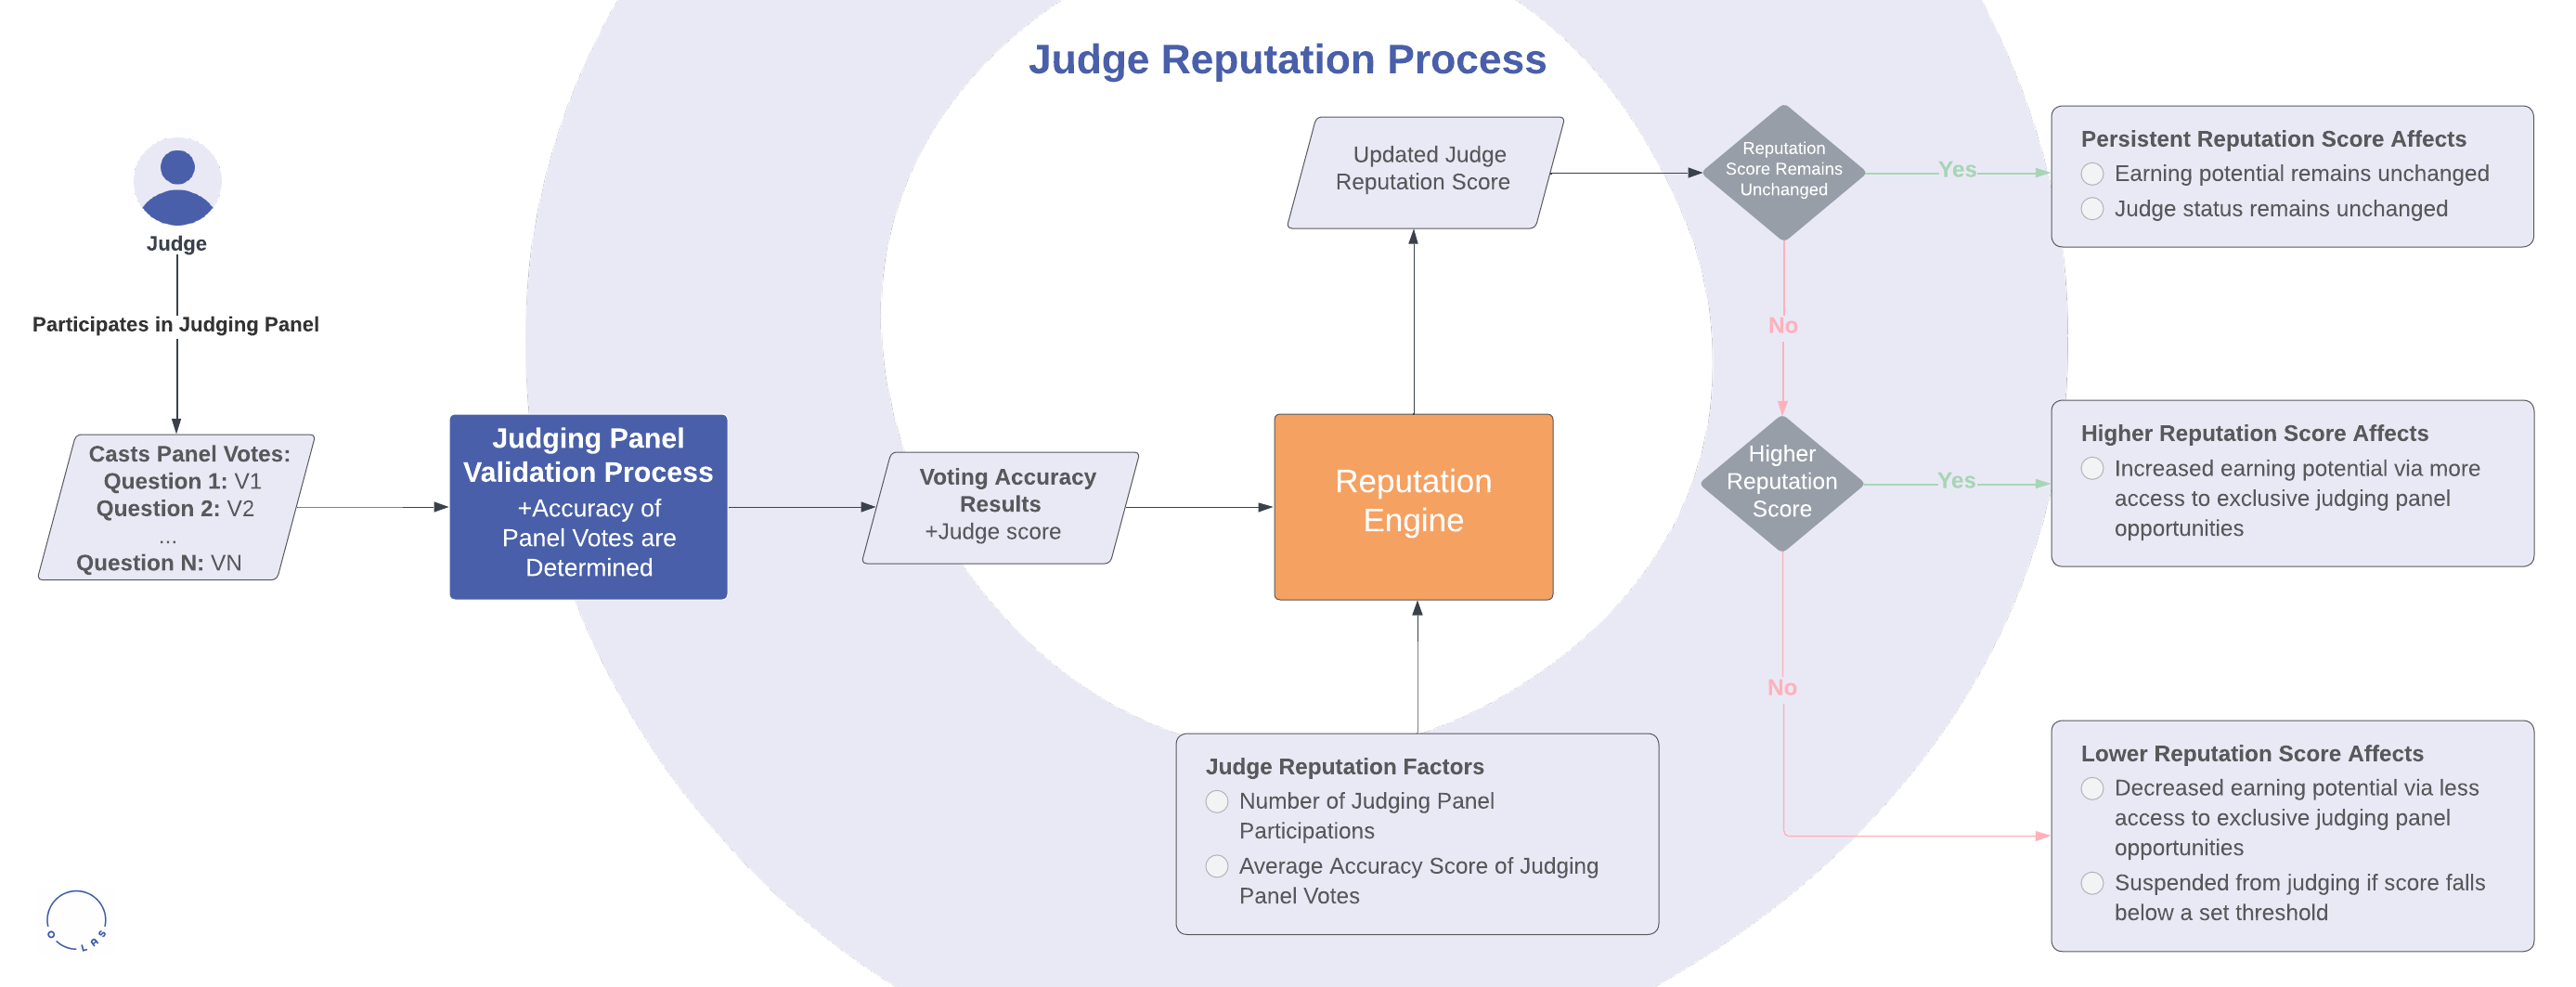 Judge Reputation Process
Judge
Participates in Judging Panel
Casts Panel Votes:
Question 1: V1
Question 2: V2
...
Question N: VN
Judging Panel
Validation Process
+Accuracy of
Panel Votes are
Determined
Voting Accuracy
Results
+Judge score
Reputation
Engine
Judge Reputation Factors
Number of Judging Panel
Participations
Average Accuracy Score of Judging
Panel Votes
Updated Judge
Reputation Score
Reputation
Score Remains
Unchanged
Yes
No
Persistent Reputation Score Affects
Earning potential remains unchanged
Judge status remains unchanged
Higher
Reputation
Score
Yes
No
Higher Reputation Score Affects
Increased earning potential via more
access to exclusive judging panel
opportunities
Lower Reputation Score Affects
Decreased earning potential via less
access to exclusive judging panel
opportunities
Suspended from judging if score falls
below a set threshold
O LAS